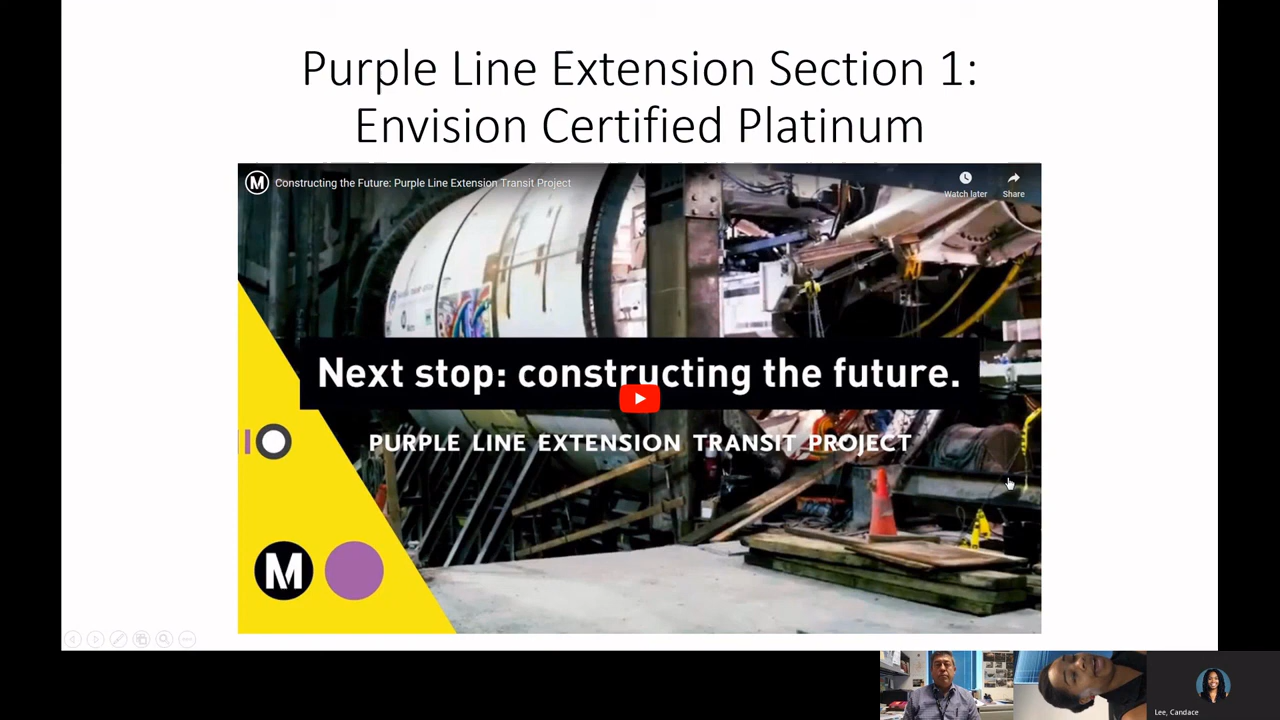 Purple Line Extension Section 1:
Envision Certified Platinum
M
Constructing the Future: Purple Line Extension Transit Project
Watch later
Share
Next stop: constructing the future.
PURPLE LINE EXTENSION TRANSIT PROJECT
M
Lee, Candace